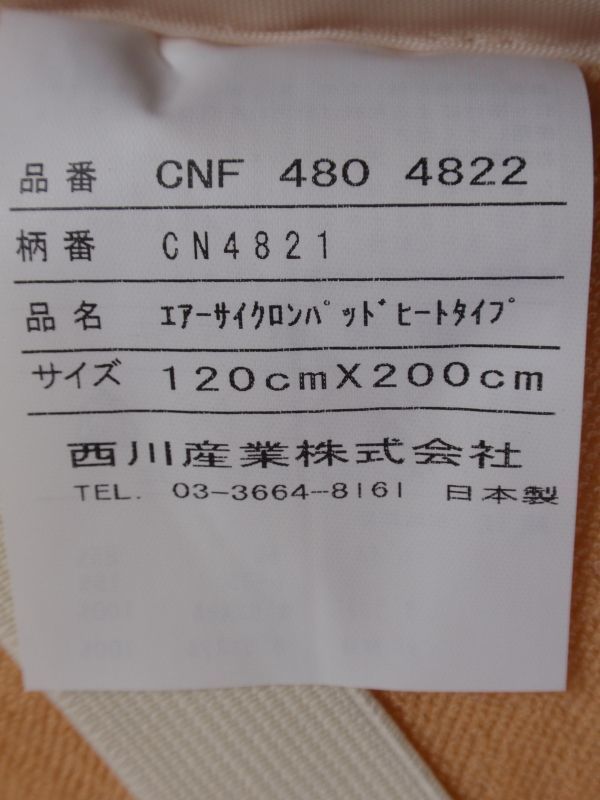 品番 CNF 480 4822
柄番 CN4821
品名 ｴｱｰｻｲｸﾛﾝﾊﾟｯﾄﾞﾋｰﾄﾀｲﾌﾟ
サイズ 120cmX200cm
西川産業株式会社
TEL. 03-3664-8161 日本製